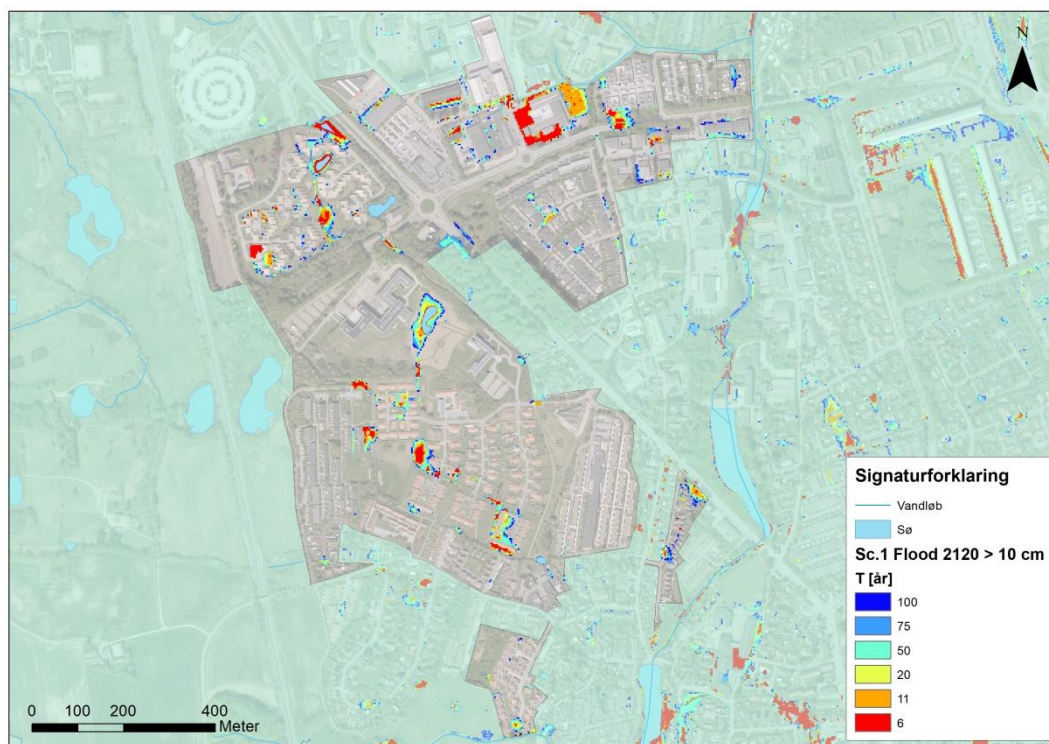 N
Signaturforklaring
Vandløb
Sø
Sc.1 Flood 2120 > 10 cm
T [år]
100
75
50
20
11
6
0 100 200 400
Meter